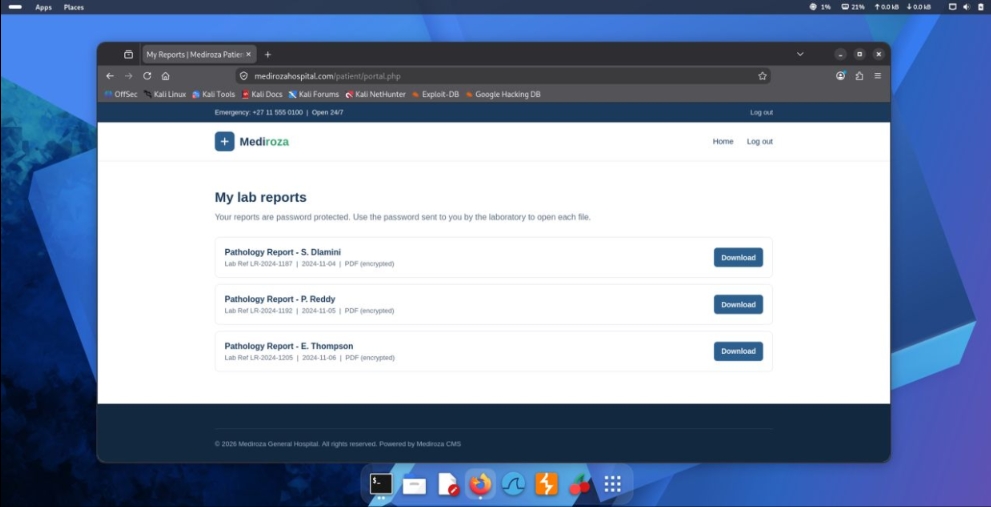 Apps Places 1% 21% 0.0 kB 0.0 kB
My Reports | Mediroza Patien
medirozahospital.com/patient/portal.php
OffSec Kali Linux Kali Tools Kali Docs Kali Forums Kali NetHunter Exploit-DB Google Hacking DB
Emergency: +27 11 555 0100 | Open 24/7 Log out
Mediroza Home Log out
My lab reports
Your reports are password protected. Use the password sent to you by the laboratory to open each file.
Pathology Report - S. Dlamini
Lab Ref LR-2024-1187 | 2024-11-04 | PDF (encrypted)
Download
Pathology Report - P. Reddy
Lab Ref LR-2024-1192 | 2024-11-05 | PDF (encrypted)
Download
Pathology Report - E. Thompson
Lab Ref LR-2024-1205 | 2024-11-06 | PDF (encrypted)
Download
© 2026 Mediroza General Hospital. All rights reserved. Powered by Mediroza CMS